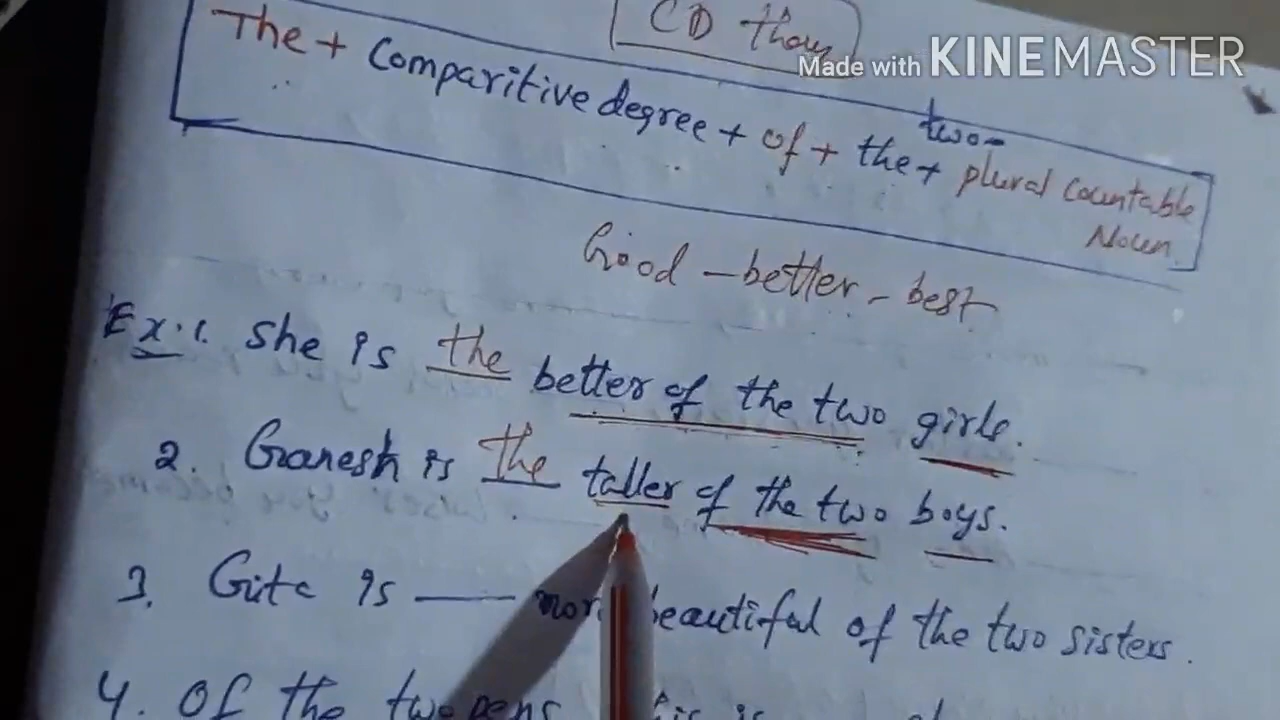 CD than
Made with KINEMASTER
The + Comparitive degree + of + the + two plural Countable
Noun
Good - better - best
Ex. 1. She is the better of the two girls.
2. Ganesh is the taller of the two boys.
3. Gita is —— more beautiful of the two sisters.
4. Of the two pens